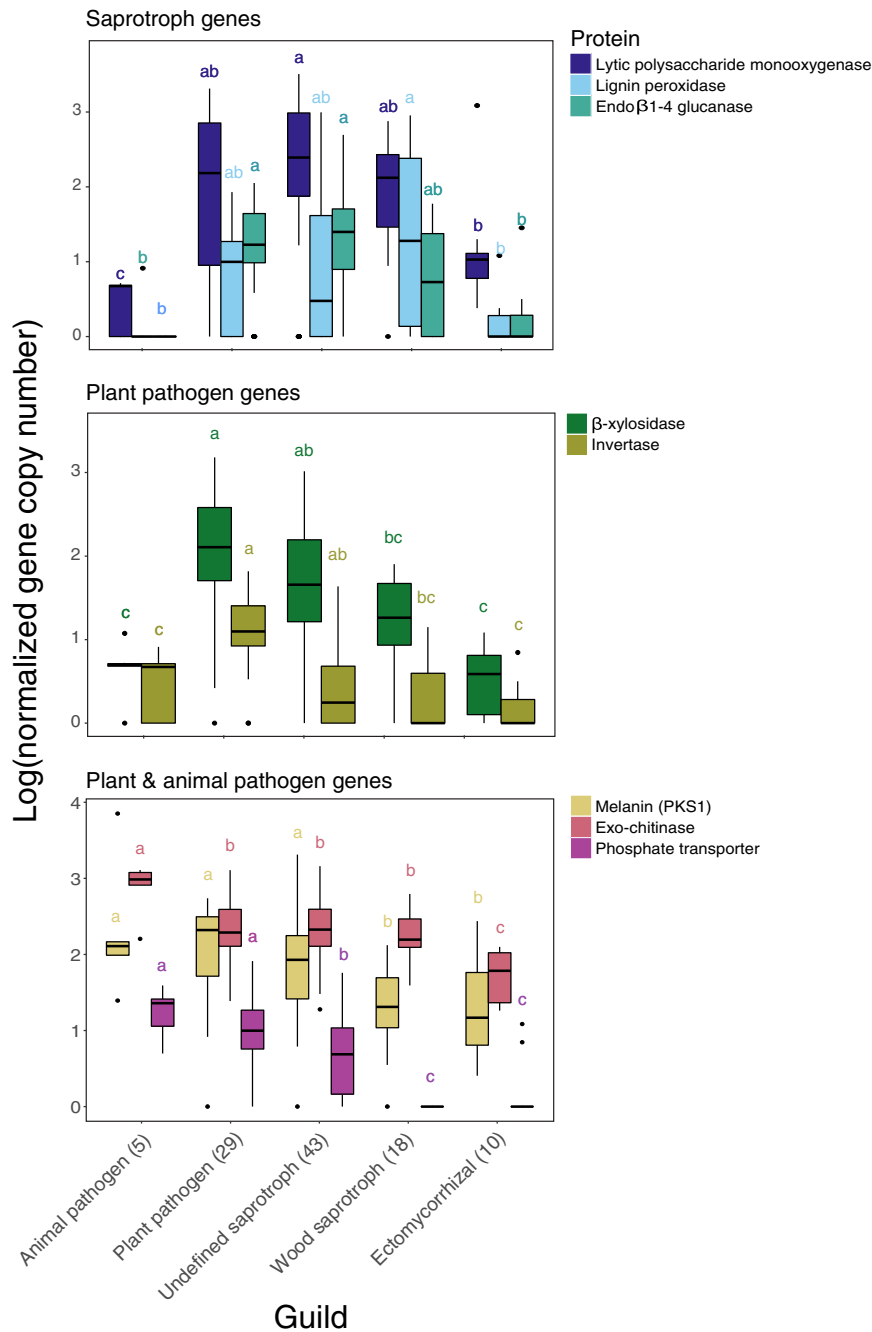 Saprotroph genes
Protein
Lytic polysaccharide monooxygenase
Lignin peroxidase
Endoβ1-4 glucanase
3
2
1
0
c b b
ab ab a
a ab a
ab a ab
b b b
Log(normalized gene copy number)
Plant pathogen genes
β-xylosidase
Invertase
3
2
1
0
c c
a a
ab ab
bc bc
c c
Plant & animal pathogen genes
Melanin (PKS1)
Exo-chitinase
Phosphate transporter
4
3
2
1
0
a a a
a b a
a b b
b b c
b c c
Animal pathogen (5)
Plant pathogen (29)
Undefined saprotroph (43)
Wood saprotroph (18)
Ectomycorrhizal (10)
Guild